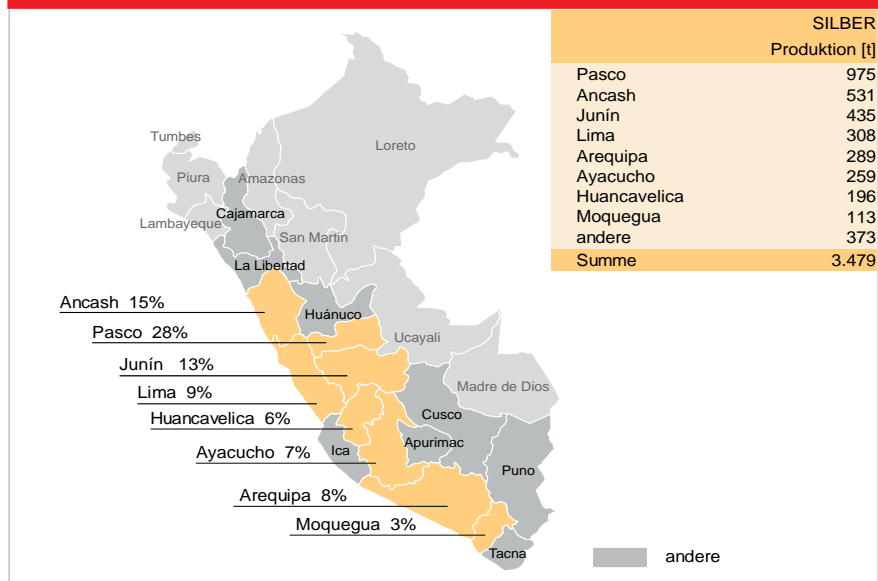 SILBER
Produktion [t]
Pasco 975
Ancash 531
Junín 435
Lima 308
Arequipa 289
Ayacucho 259
Huancavelica 196
Moquegua 113
andere 373
Summe 3.479
Tumbes
Loreto
Piura
Amazonas
Cajamarca
Lambayeque
San Martin
La Libertad
Ancash 15%
Huánuco
Pasco 28%
Ucayali
Junín 13%
Madre de Dios
Lima 9%
Cusco
Huancavelica 6%
Apurimac
Ica
Ayacucho 7%
Puno
Arequipa 8%
Moquegua 3%
Tacna
andere